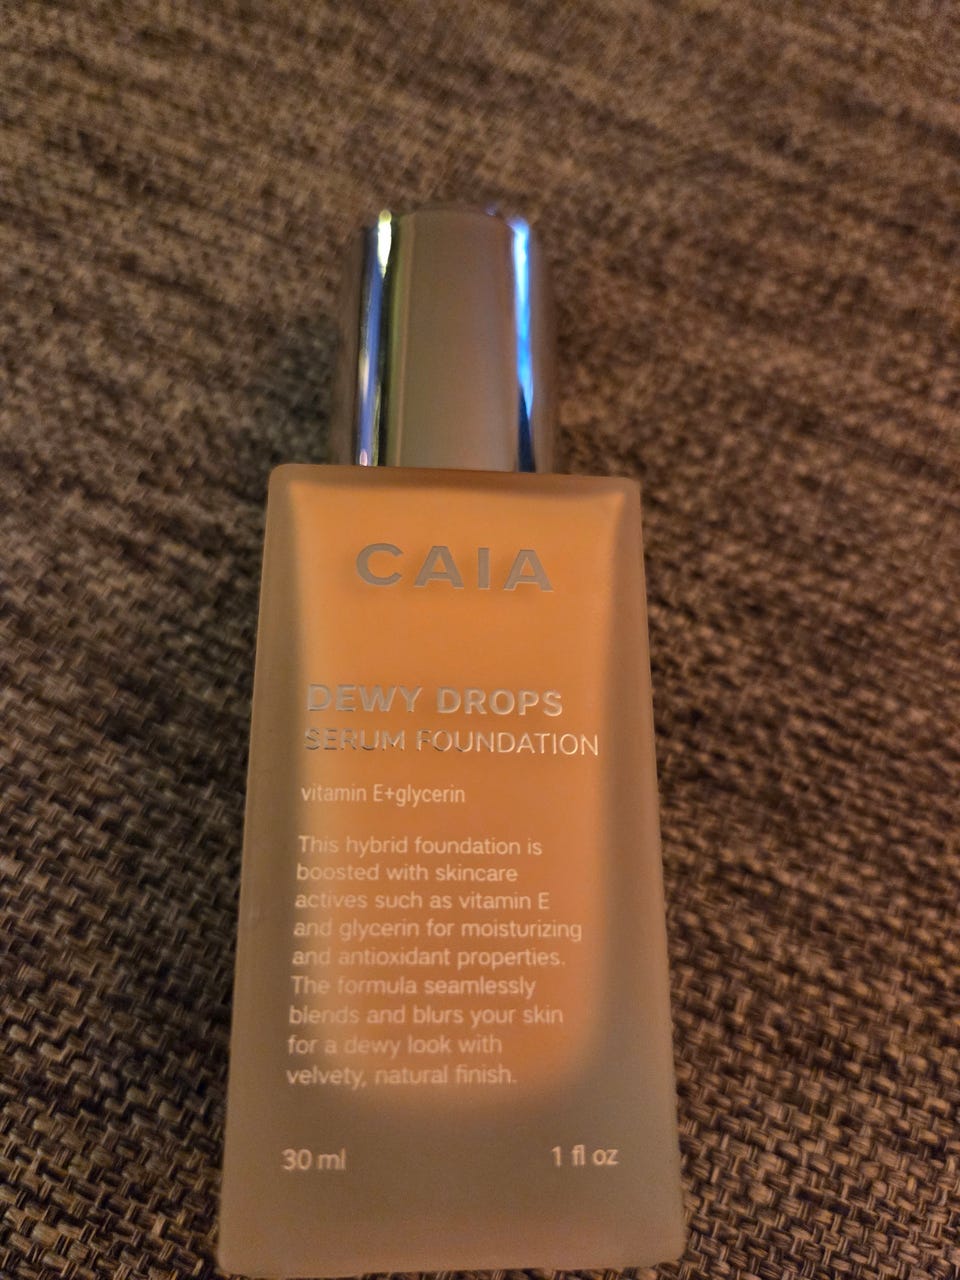 CAIA
DEWY DROPS
SERUM FOUNDATION
vitamin E+glycerin
This hybrid foundation is
boosted with skincare
actives such as vitamin E
and glycerin for moisturizing
and antioxidant properties.
The formula seamlessly
blends and blurs your skin
for a dewy look with
velvety, natural finish.
30 ml 1 fl oz